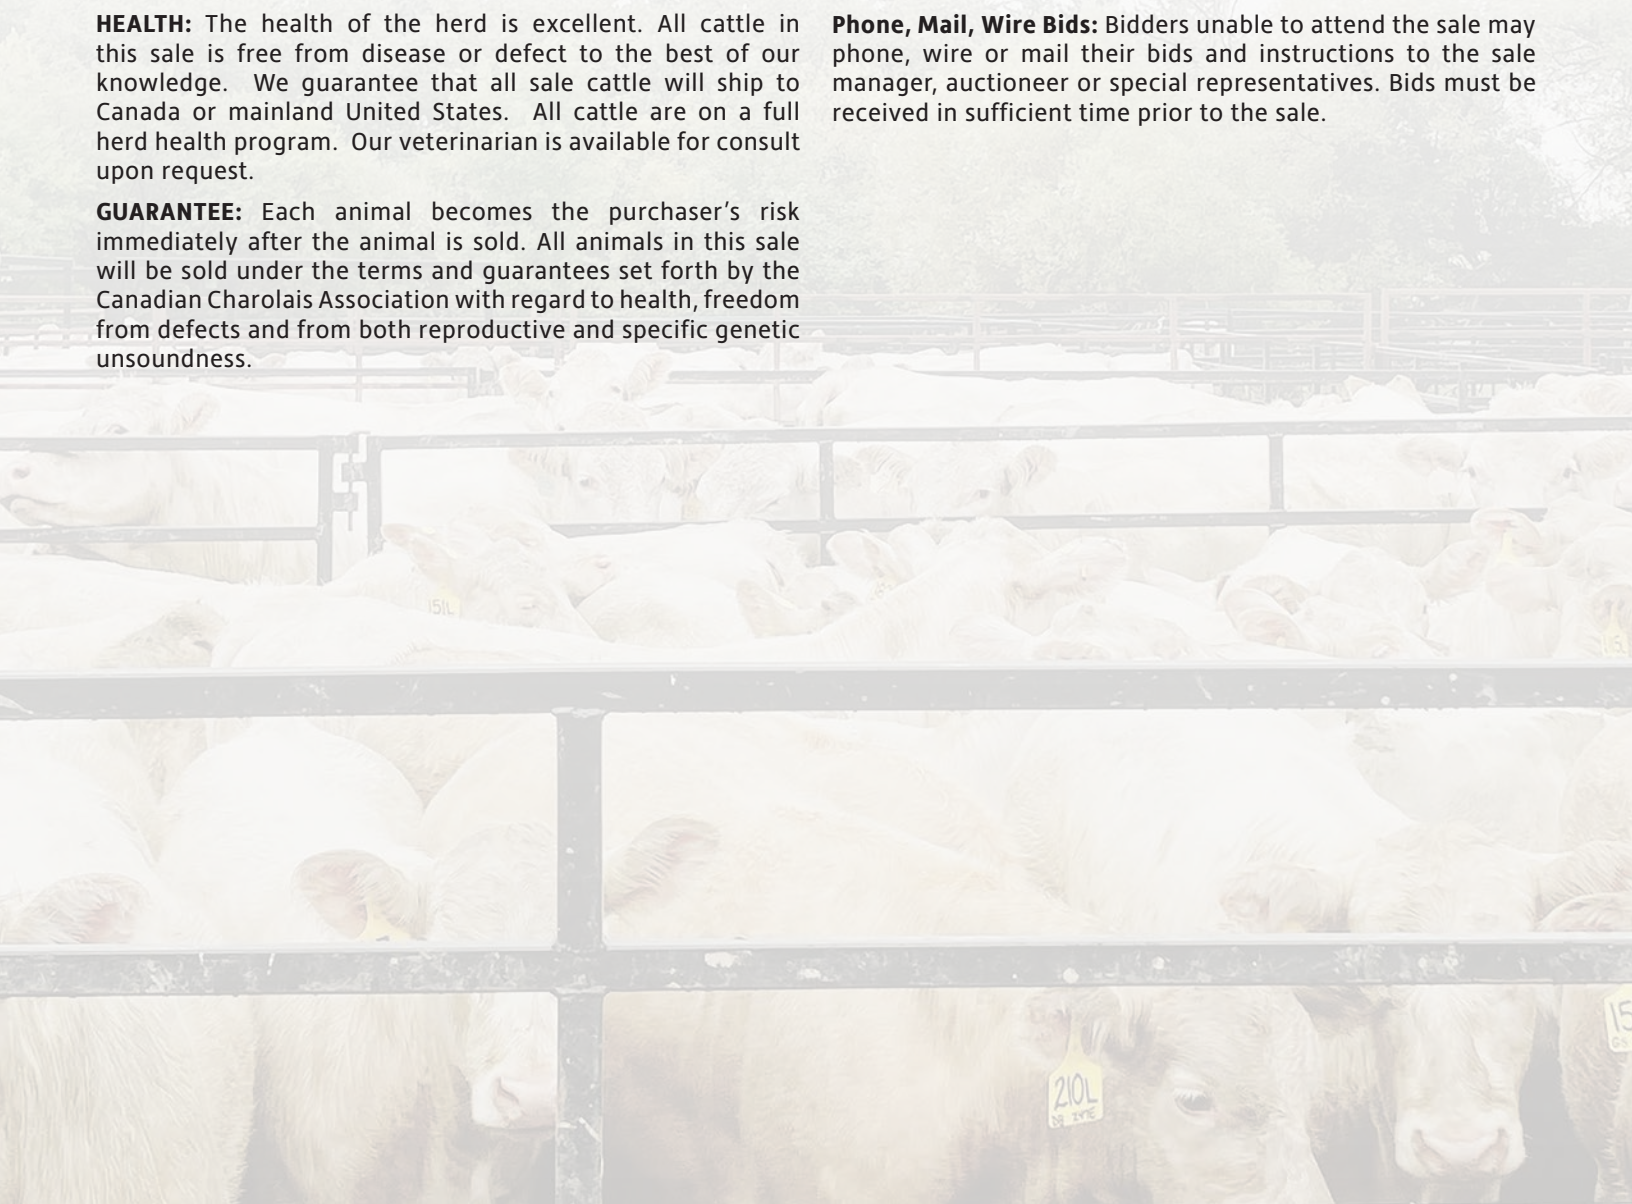 HEALTH: The health of the herd is excellent. All cattle in
this sale is free from disease or defect to the best of our
knowledge.  We guarantee that all sale cattle will ship to
Canada or mainland United States.  All cattle are on a full
herd health program.  Our veterinarian is available for consult
upon request.
GUARANTEE: Each animal becomes the purchaser’s risk
immediately after the animal is sold. All animals in this sale
will be sold under the terms and guarantees set forth by the
Canadian Charolais Association with regard to health, freedom
from defects and from both reproductive and specific genetic
unsoundness.
Phone, Mail, Wire Bids: Bidders unable to attend the sale may
phone, wire or mail their bids and instructions to the sale
manager, auctioneer or special representatives. Bids must be
received in sufficient time prior to the sale.
151L
210L